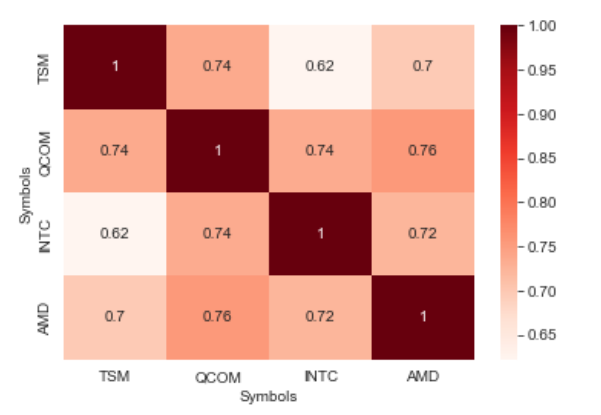 TSM 1 0.74 0.62 0.7
QCOM 0.74 1 0.74 0.76
INTC 0.62 0.74 1 0.72
AMD 0.7 0.76 0.72 1
Symbols
TSM QCOM INTC AMD
Symbols
1.00
0.95
0.90
0.85
0.80
0.75
0.70
0.65